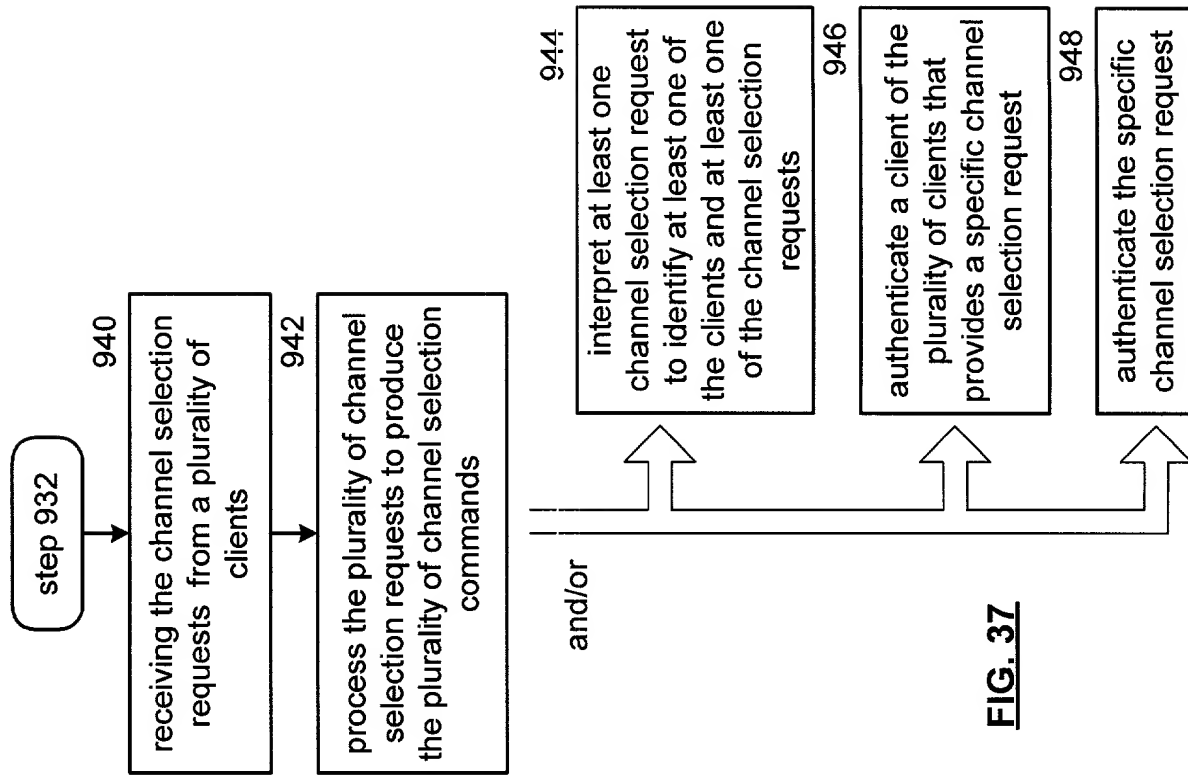 step 932
940
receiving the channel selection
requests from a plurality of
clients
942
process the plurality of channel
selection requests to produce
the plurality of channel selection
commands
and/or
944
interpret at least one
channel selection request
to identify at least one of
the clients and at least one
of the channel selection
requests
946
authenticate a client of the
plurality of clients that
provides a specific channel
selection request
948
authenticate the specific
channel selection request
FIG. 37